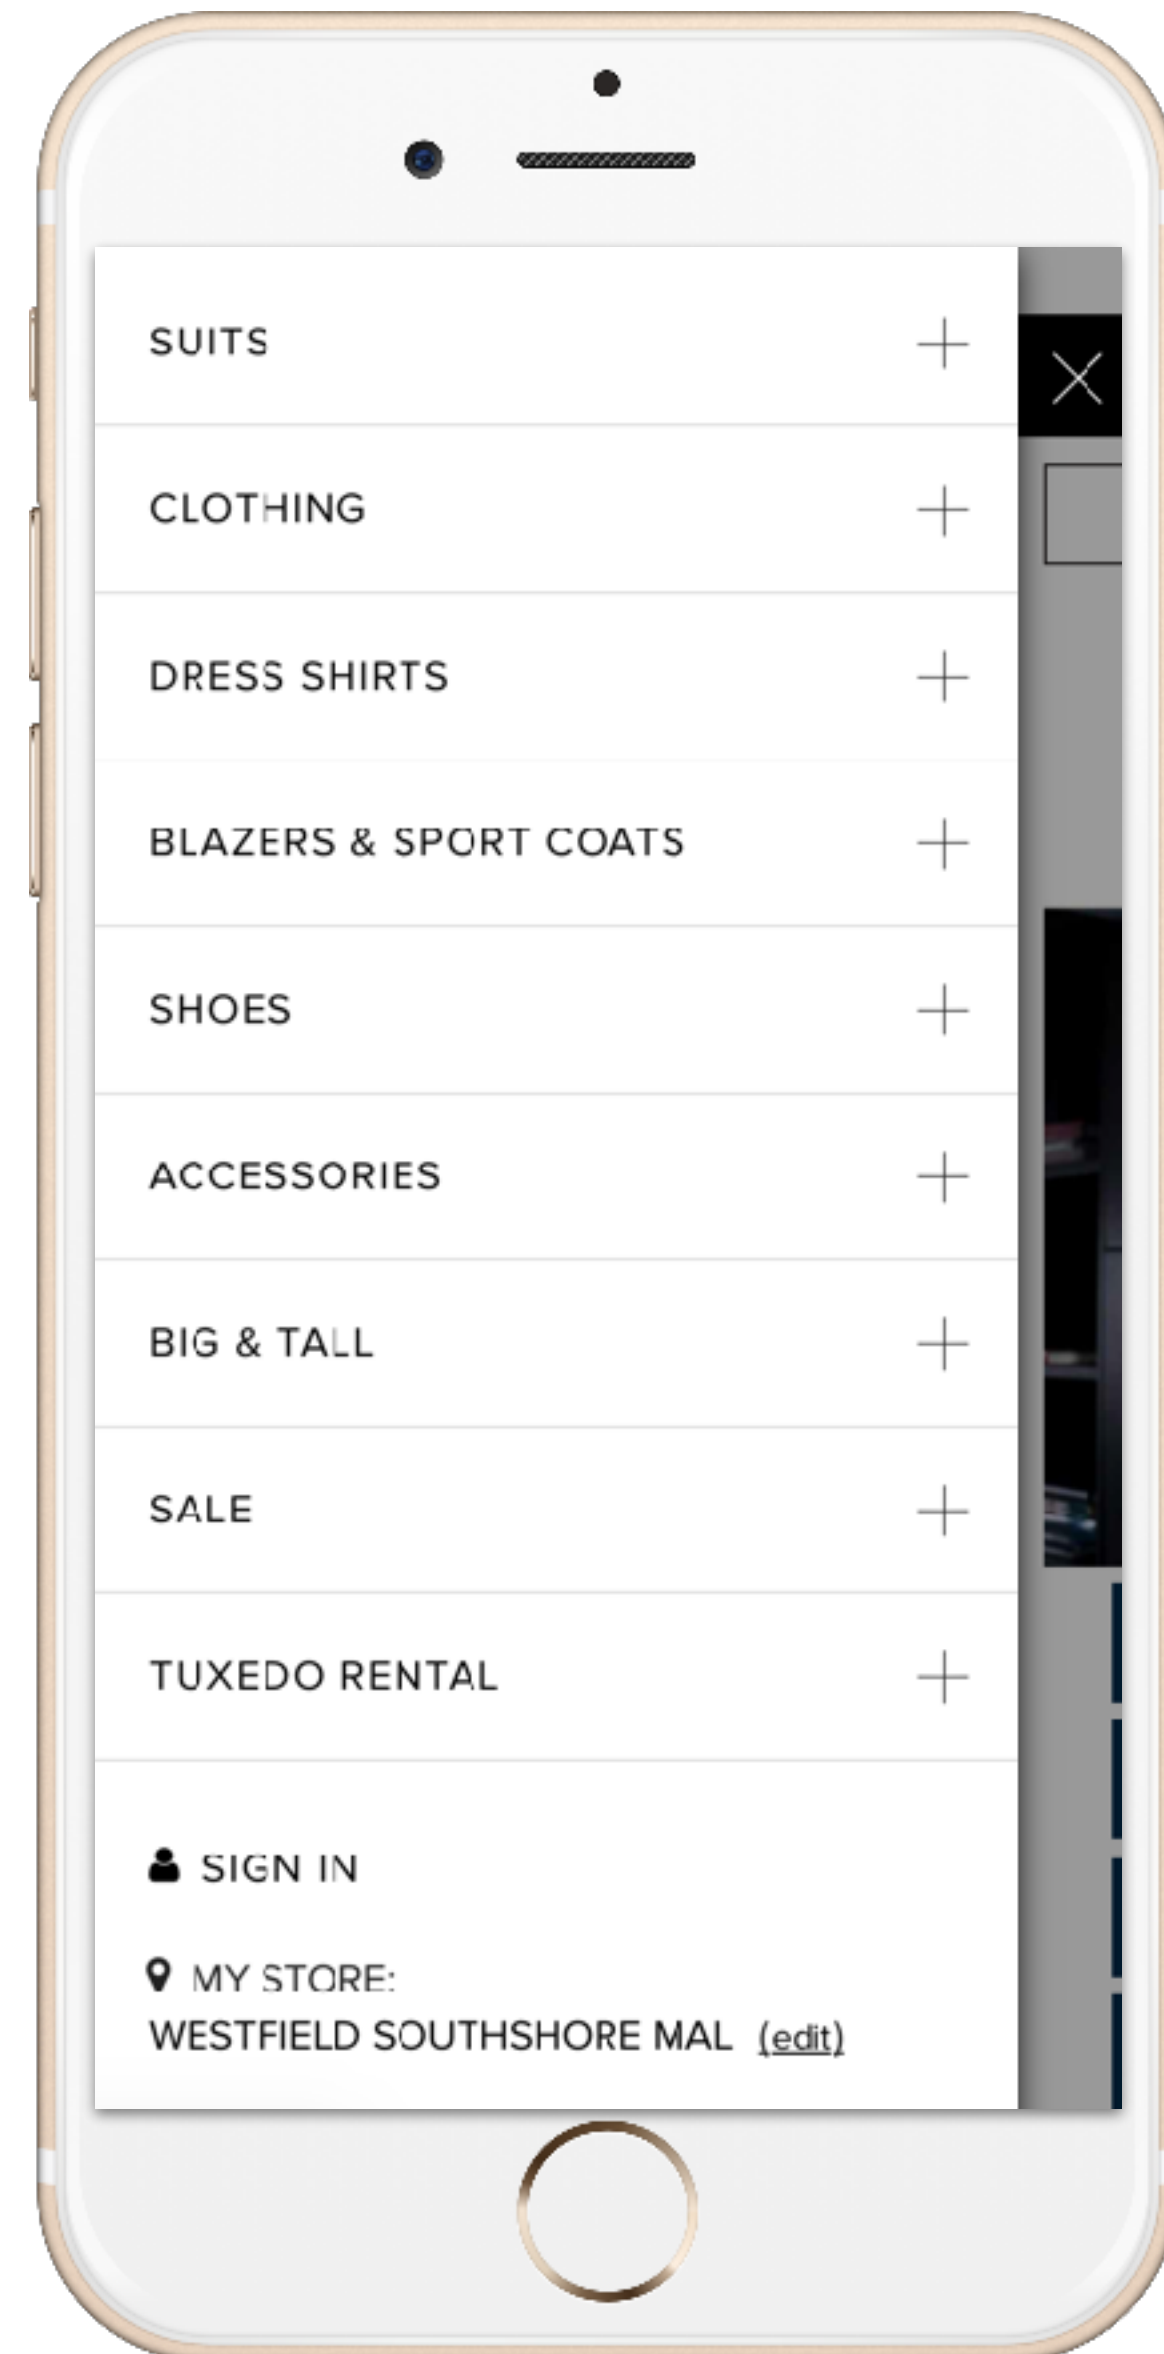 SUITS
CLOTHING
DRESS SHIRTS
BLAZERS & SPORT COATS
SHOES
ACCESSORIES
BIG & TALL
SALE
TUXEDO RENTAL
SIGN IN
MY STORE:
WESTFIELD SOUTHSHORE MAL (edit)